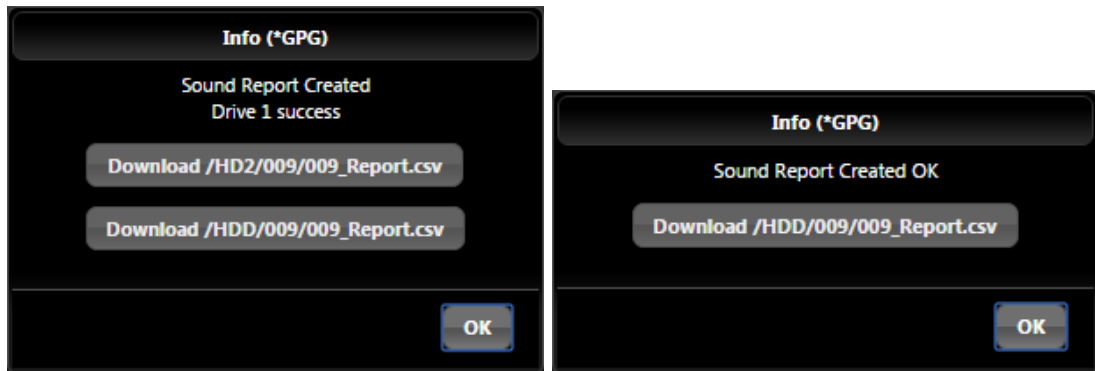 Info (*GPG)
Sound Report Created
Drive 1 success
Download /HD2/009/009_Report.csv
Download /HDD/009/009_Report.csv
OK
Info (*GPG)
Sound Report Created OK
Download /HDD/009/009_Report.csv
OK